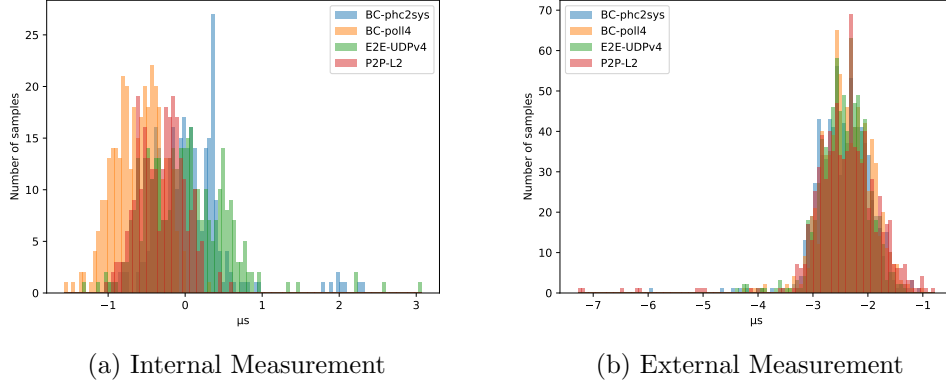 BC-phc2sys
BC-poll4
E2E-UDPv4
P2P-L2
Number of samples
25
20
15
10
5
0
−1
0
1
2
3
µs
(a) Internal Measurement
BC-phc2sys
BC-poll4
E2E-UDPv4
P2P-L2
Number of samples
70
60
50
40
30
20
10
0
−7
−6
−5
−4
−3
−2
−1
µs
(b) External Measurement